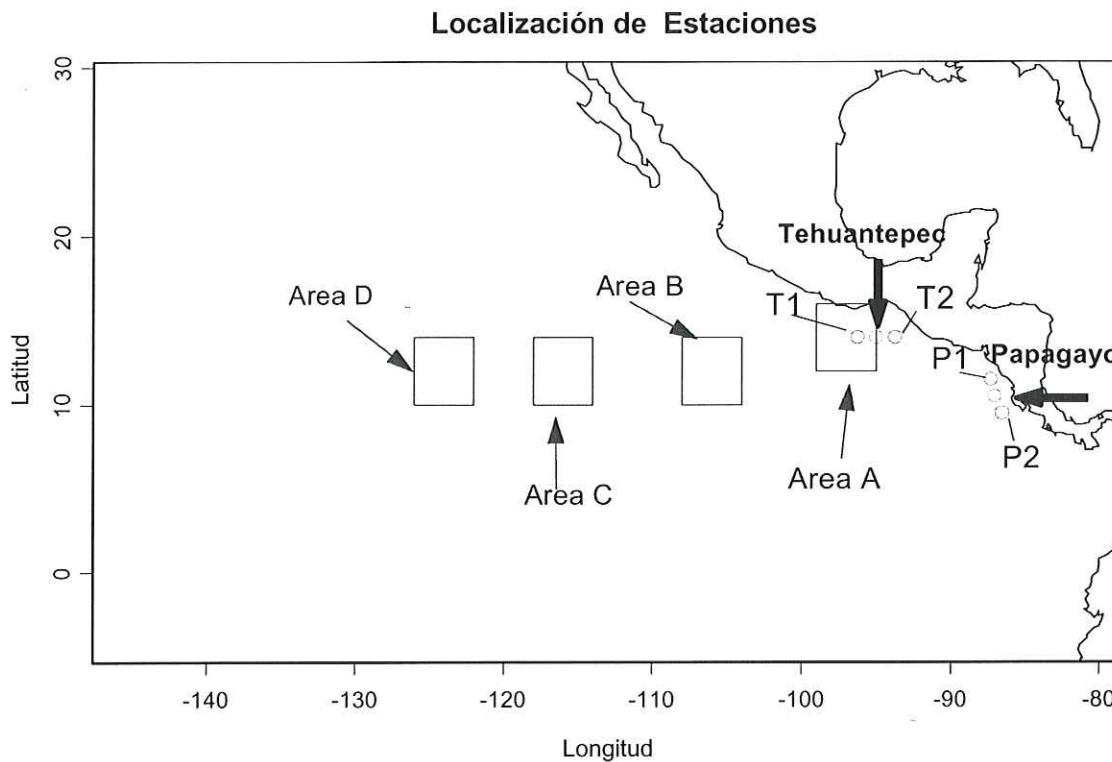 Localización de Estaciones
30
20
10
0
Latitud
Tehuantepec
Area D
Area B
T1
T2
P1
'Papagayo
P2
Area A
Area C
-140
-130
-120
-110
-100
-90
-80
Longitud